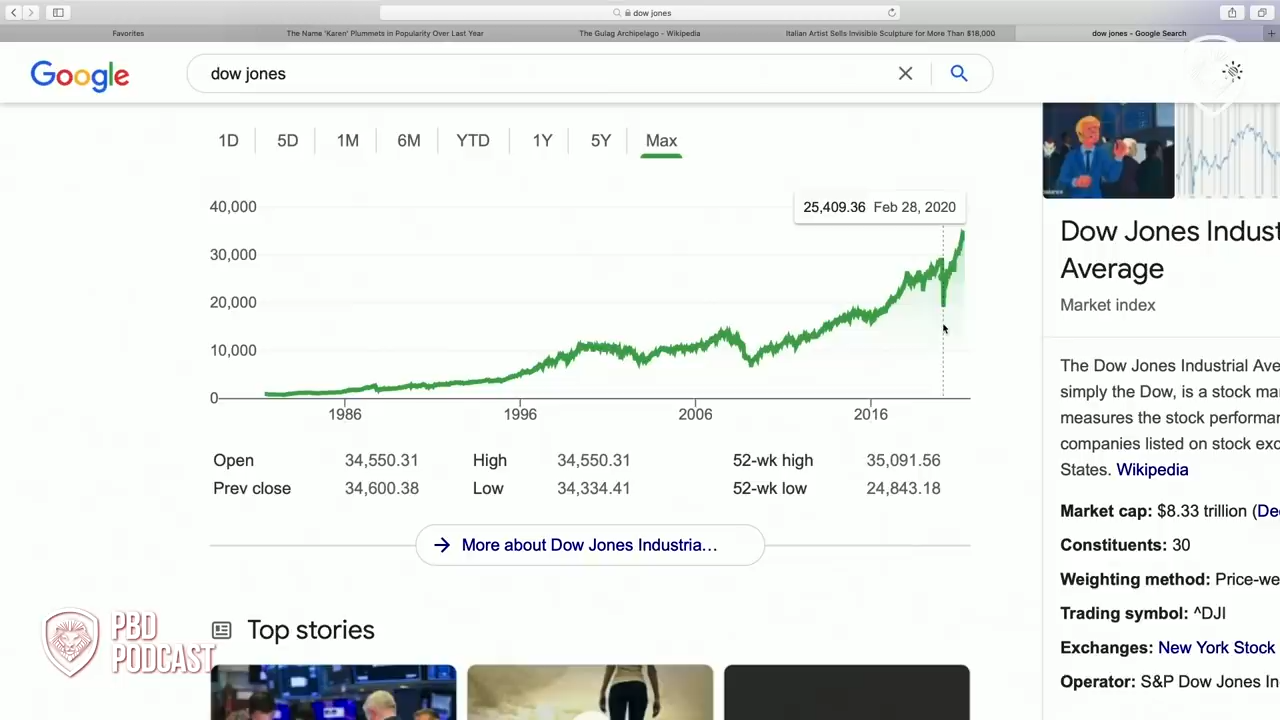 dow jones
Favorites
The Name 'Karen' Plummets in Popularity Over Last Year
The Gulag Archipelago - Wikipedia
Italian Artist Sells Invisible Sculpture for More Than $18,000
dow jones - Google Search
Google
dow jones
1D 5D 1M 6M YTD 1Y 5Y Max
40,000
30,000
20,000
10,000
0
25,409.36 Feb 28, 2020
1986 1996 2006 2016
Open 34,550.31 High 34,550.31 52-wk high 35,091.56
Prev close 34,600.38 Low 34,334.41 52-wk low 24,843.18
More about Dow Jones Industria…
Top stories
PBD
PODCAST
Dow Jones Indust
Average
Market index
The Dow Jones Industrial Ave
simply the Dow, is a stock mar
measures the stock performan
companies listed on stock exc
States. Wikipedia
Market cap: $8.33 trillion (Dec
Constituents: 30
Weighting method: Price-we
Trading symbol: ^DJI
Exchanges: New York Stock
Operator: S&P Dow Jones In